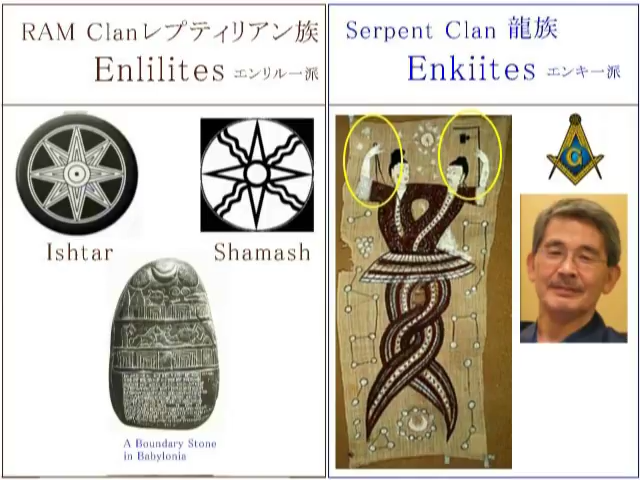 RAM Clanレプティリアン族
Enlilites エンリル一派
Ishtar
Shamash
A Boundary Stone
in Babylonia
Serpent Clan 龍族
Enkiites エンキ一派
G